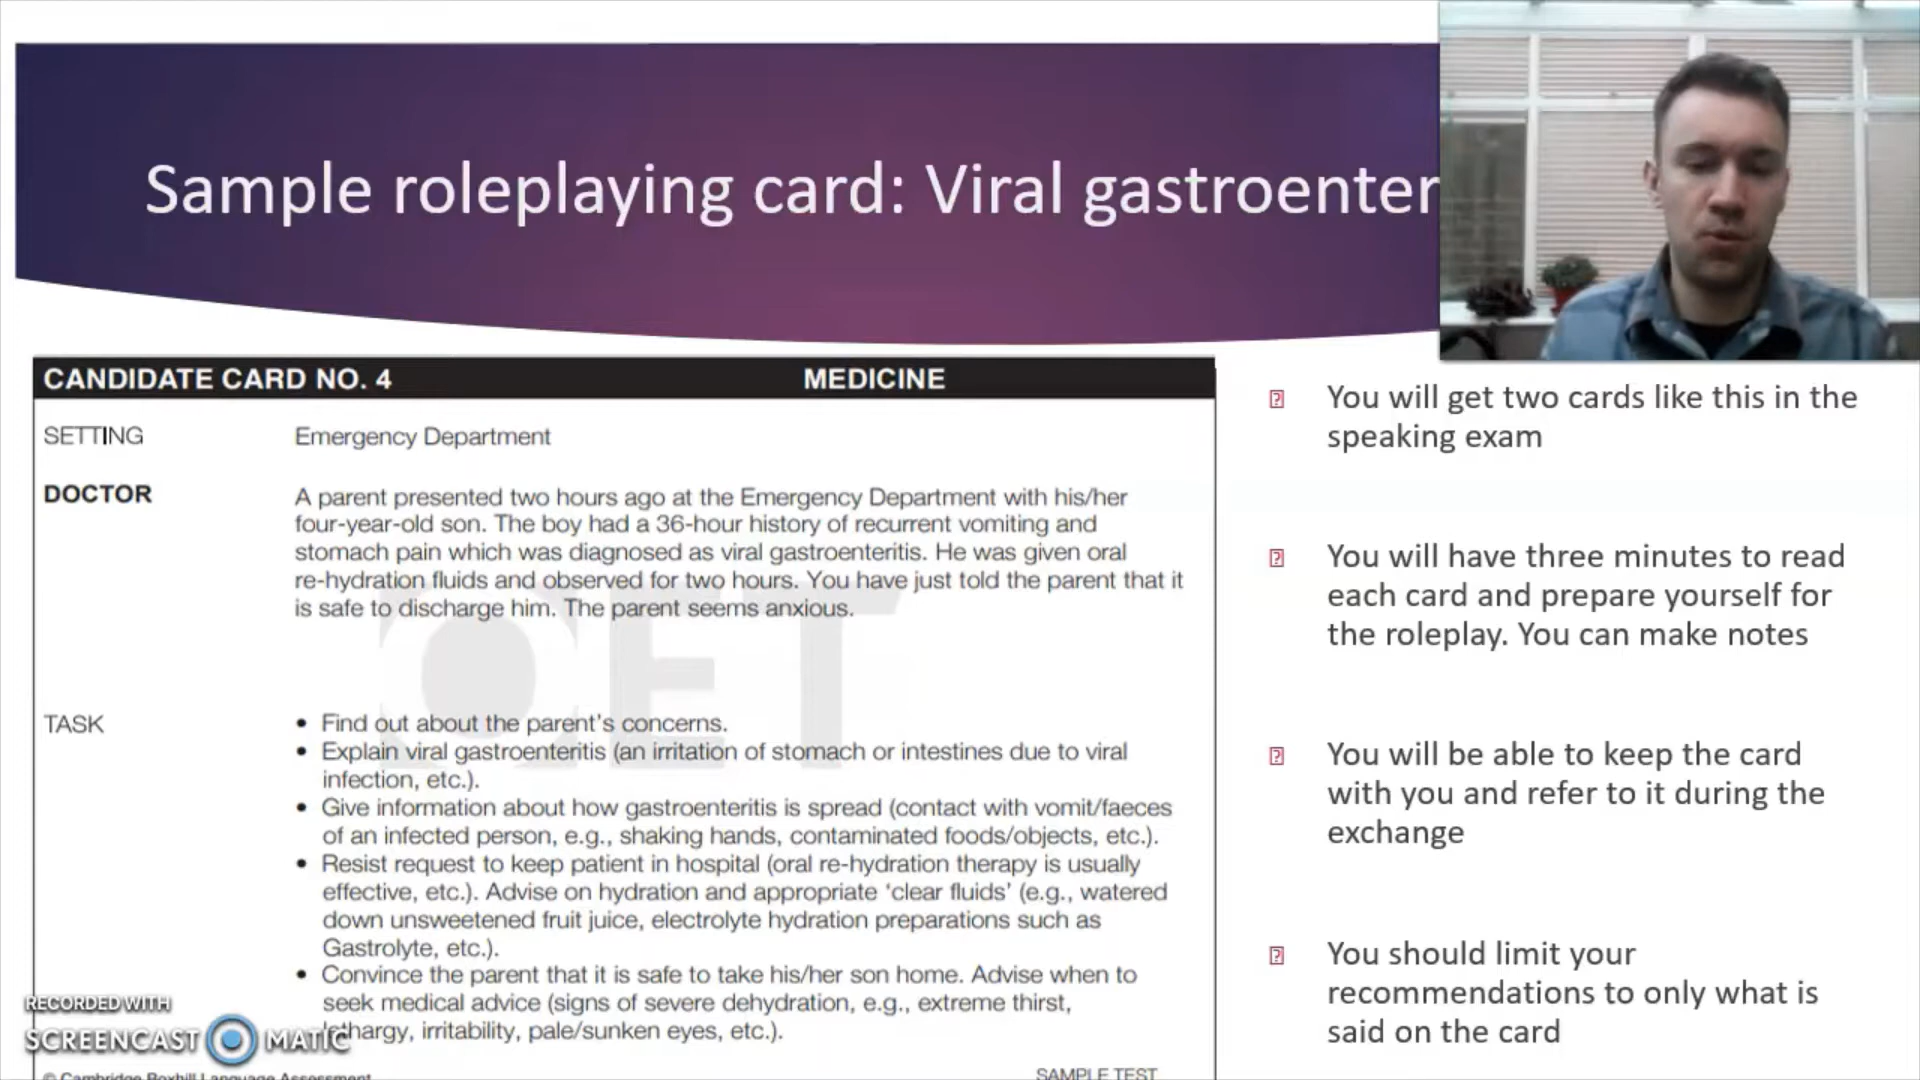 Sample roleplaying card: Viral gastroenter
CANDIDATE CARD NO. 4 MEDICINE
SETTING Emergency Department
DOCTOR A parent presented two hours ago at the Emergency Department with his/her
four-year-old son. The boy had a 36-hour history of recurrent vomiting and
stomach pain which was diagnosed as viral gastroenteritis. He was given oral
re-hydration fluids and observed for two hours. You have just told the parent that it
is safe to discharge him. The parent seems anxious.
OET
TASK • Find out about the parent's concerns.
• Explain viral gastroenteritis (an irritation of stomach or intestines due to viral
infection, etc.).
• Give information about how gastroenteritis is spread (contact with vomit/faeces
of an infected person, e.g., shaking hands, contaminated foods/objects, etc.).
• Resist request to keep patient in hospital (oral re-hydration therapy is usually
effective, etc.). Advise on hydration and appropriate ‘clear fluids’ (e.g., watered
down unsweetened fruit juice, electrolyte hydration preparations such as
Gastrolyte, etc.).
• Convince the parent that it is safe to take his/her son home. Advise when to
seek medical advice (signs of severe dehydration, e.g., extreme thirst,
lethargy, irritability, pale/sunken eyes, etc.).
© Cambridge Boxhill Language Assessment
SAMPLE TEST
RECORDED WITH
SCREENCAST MATIC
You will get two cards like this in the
speaking exam
You will have three minutes to read
each card and prepare yourself for
the roleplay. You can make notes
You will be able to keep the card
with you and refer to it during the
exchange
You should limit your
recommendations to only what is
said on the card